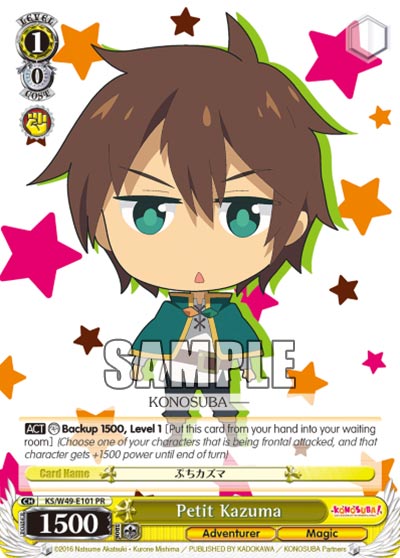 LEVEL
1
0
COST
SAMPLE
KONOSUBA
ACT Backup 1500, Level 1 [Put this card from your hand into your waiting
room] (Choose one of your characters that is being frontal attacked, and that
character gets +1500 power until end of turn)
Card Name
ぷちカズマ
CH KS/W49-E101 PR
Petit Kazuma
POWER
1500
SOUL
KONOSUBA!
Adventurer
Magic
©2016 Natsume Akatsuki・Kurone Mishima / PUBLISHED BY KADOKAWA / KONOSUBA Partners